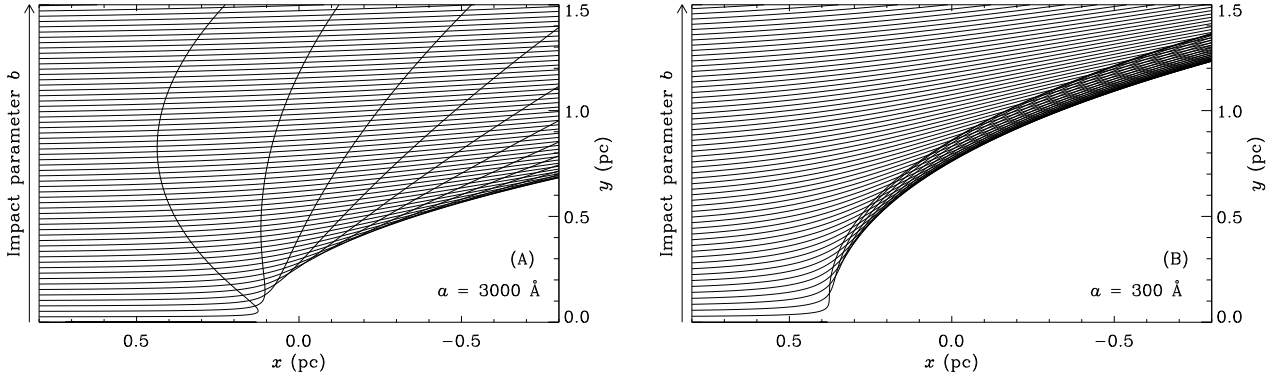 Impact parameter b
1.5
1.0
0.5
0.0
y (pc)
(A)
a = 3000 Å
0.5
0.0
−0.5
x (pc)
Impact parameter b
1.5
1.0
0.5
0.0
y (pc)
(B)
a = 300 Å
0.5
0.0
−0.5
x (pc)